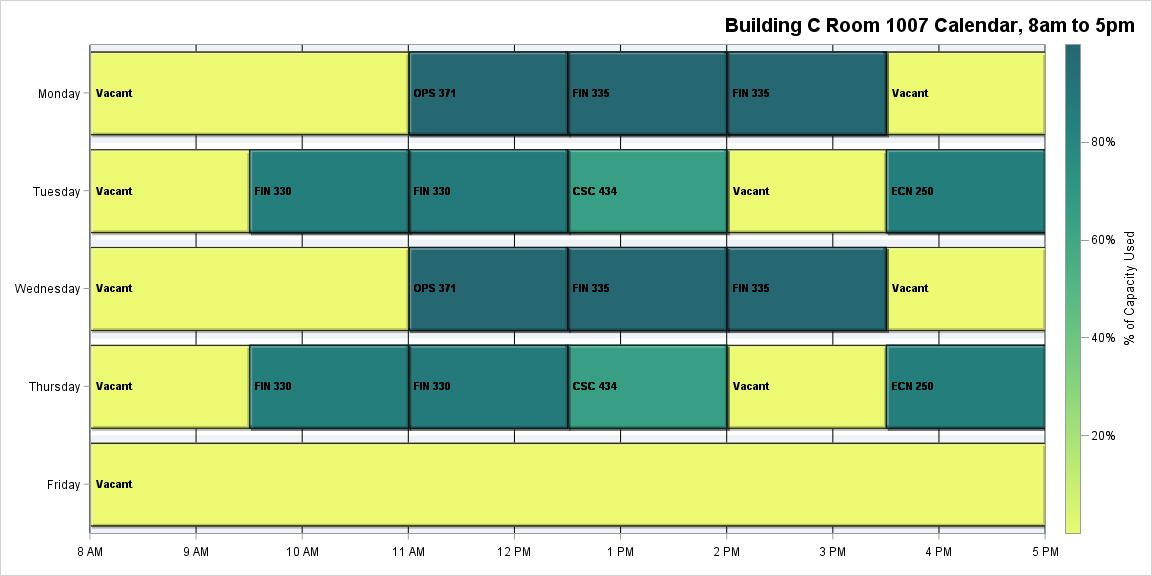 Building C Room 1007 Calendar, 8am to 5pm
Monday
Vacant
OPS 371
FIN 335
FIN 335
Vacant
Tuesday
Vacant
FIN 330
FIN 330
CSC 434
Vacant
ECN 250
Wednesday
Vacant
OPS 371
FIN 335
FIN 335
Vacant
Thursday
Vacant
FIN 330
FIN 330
CSC 434
Vacant
ECN 250
Friday
Vacant
8 AM
9 AM
10 AM
11 AM
12 PM
1 PM
2 PM
3 PM
4 PM
5 PM
80%
60%
40%
20%
% of Capacity Used